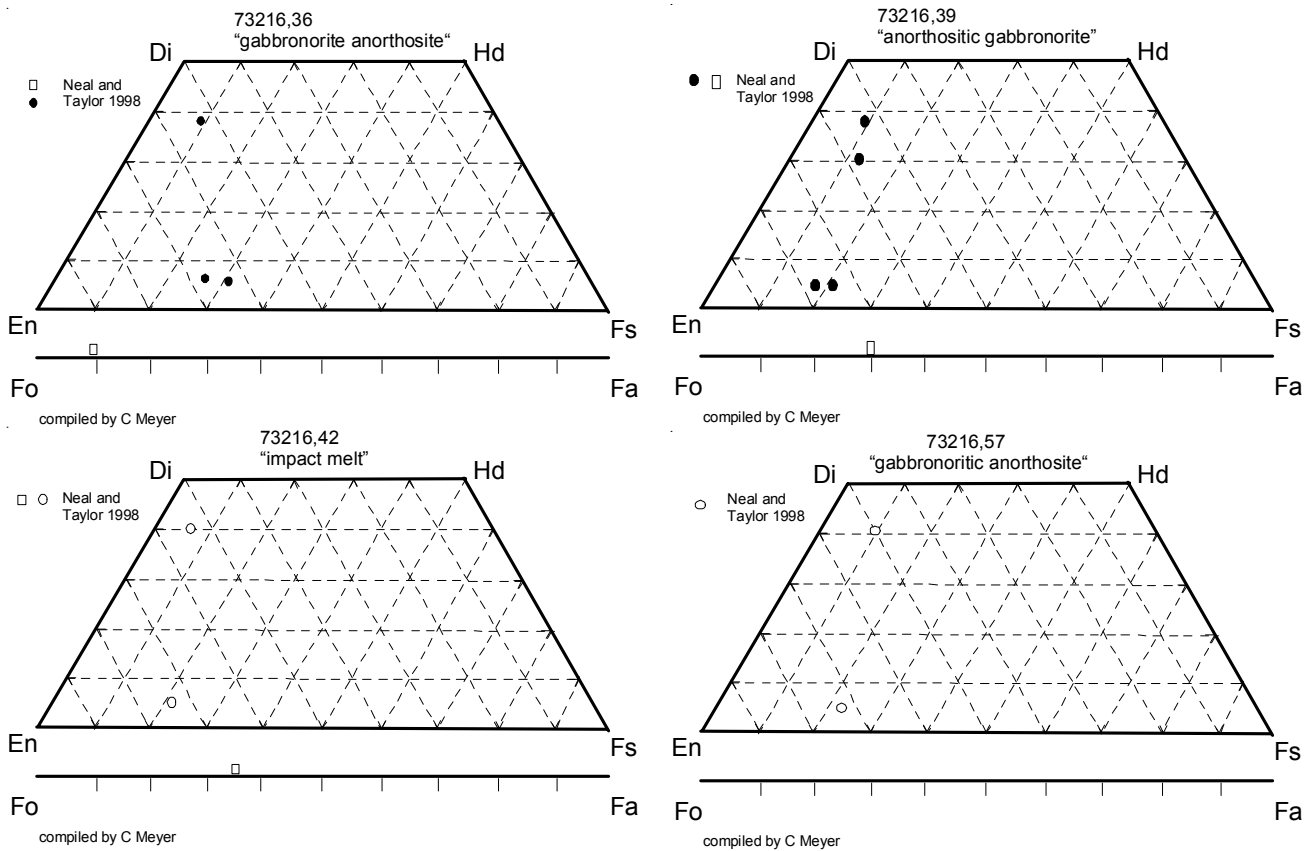 73216,36
“gabbronorite anorthosite“
Di
Hd
Neal and
Taylor 1998
En
Fs
Fo
Fa
compiled by C Meyer
73216,39
“anorthositic gabbronorite”
Di
Hd
Neal and
Taylor 1998
En
Fs
Fo
Fa
compiled by C Meyer
73216,42
“impact melt”
Di
Hd
Neal and
Taylor 1998
En
Fs
Fo
Fa
compiled by C Meyer
73216,57
“gabbronoritic anorthosite“
Di
Hd
Neal and
Taylor 1998
En
Fs
Fo
Fa
compiled by C Meyer